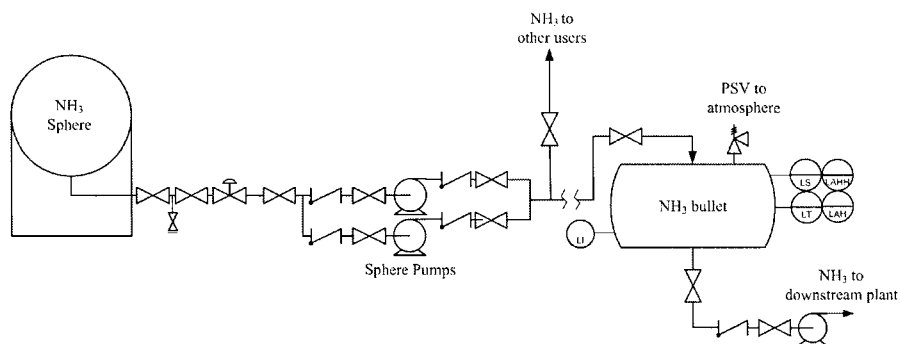 NH3 to
other users
PSV to
atmosphere
NH3
Sphere
LS
LAHH
NH3 bullet
LT
LAH
LI
Sphere Pumps
NH3 to
downstream plant